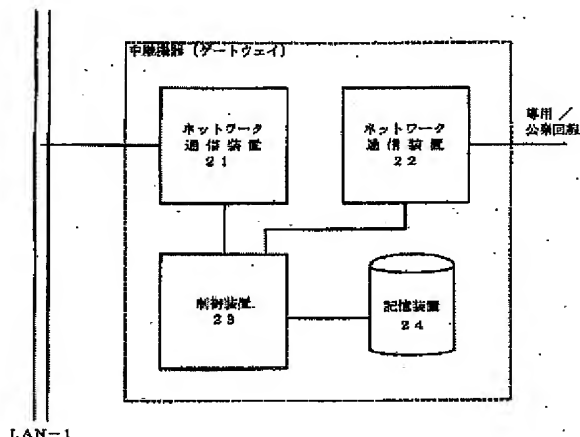 中継機器(ゲートウェイ)
ネットワーク
通信装置
21
ネットワーク
通信装置
22
専用/
公衆回線
制御装置
23
記憶装置
24
LAN-1